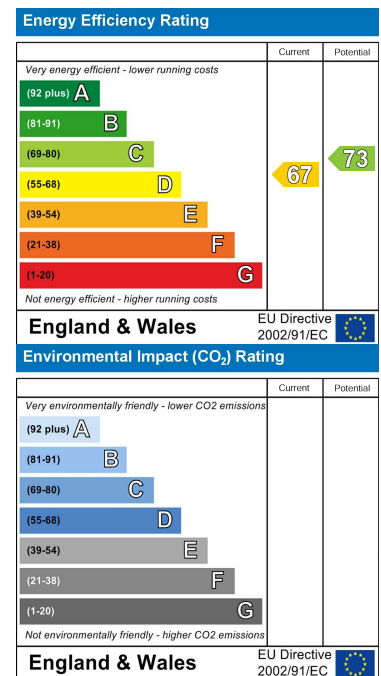 Energy Efficiency Rating
Current Potential
Very energy efficient - lower running costs
(92 plus) A
(81-91) B
(69-80) C
(55-68) D
(39-54) E
(21-38) F
(1-20) G
67
73
Not energy efficient - higher running costs
England & Wales
EU Directive
2002/91/EC
Environmental Impact (CO₂) Rating
Current Potential
Very environmentally friendly - lower CO2 emissions
(92 plus) A
(81-91) B
(69-80) C
(55-68) D
(39-54) E
(21-38) F
(1-20) G
Not environmentally friendly - higher CO2 emissions
England & Wales
EU Directive
2002/91/EC